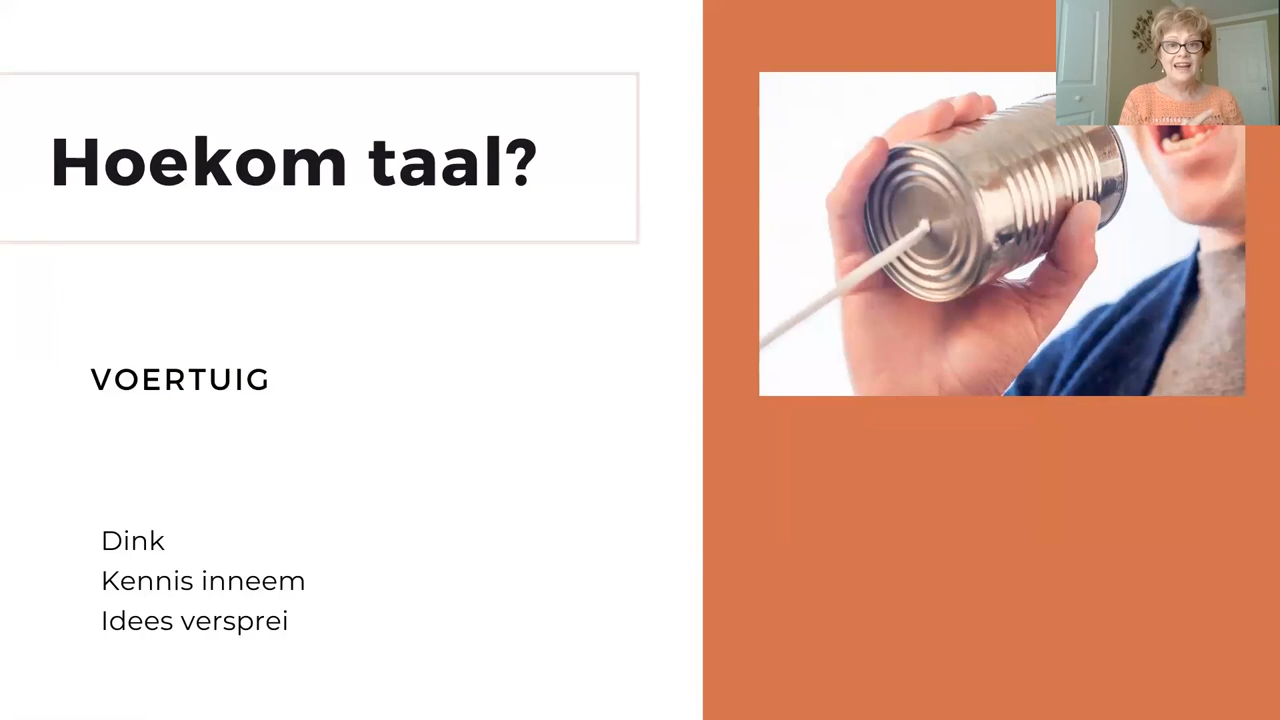 Hoekom taal?
VOERTUIG
Dink
Kennis inneem
Idees versprei